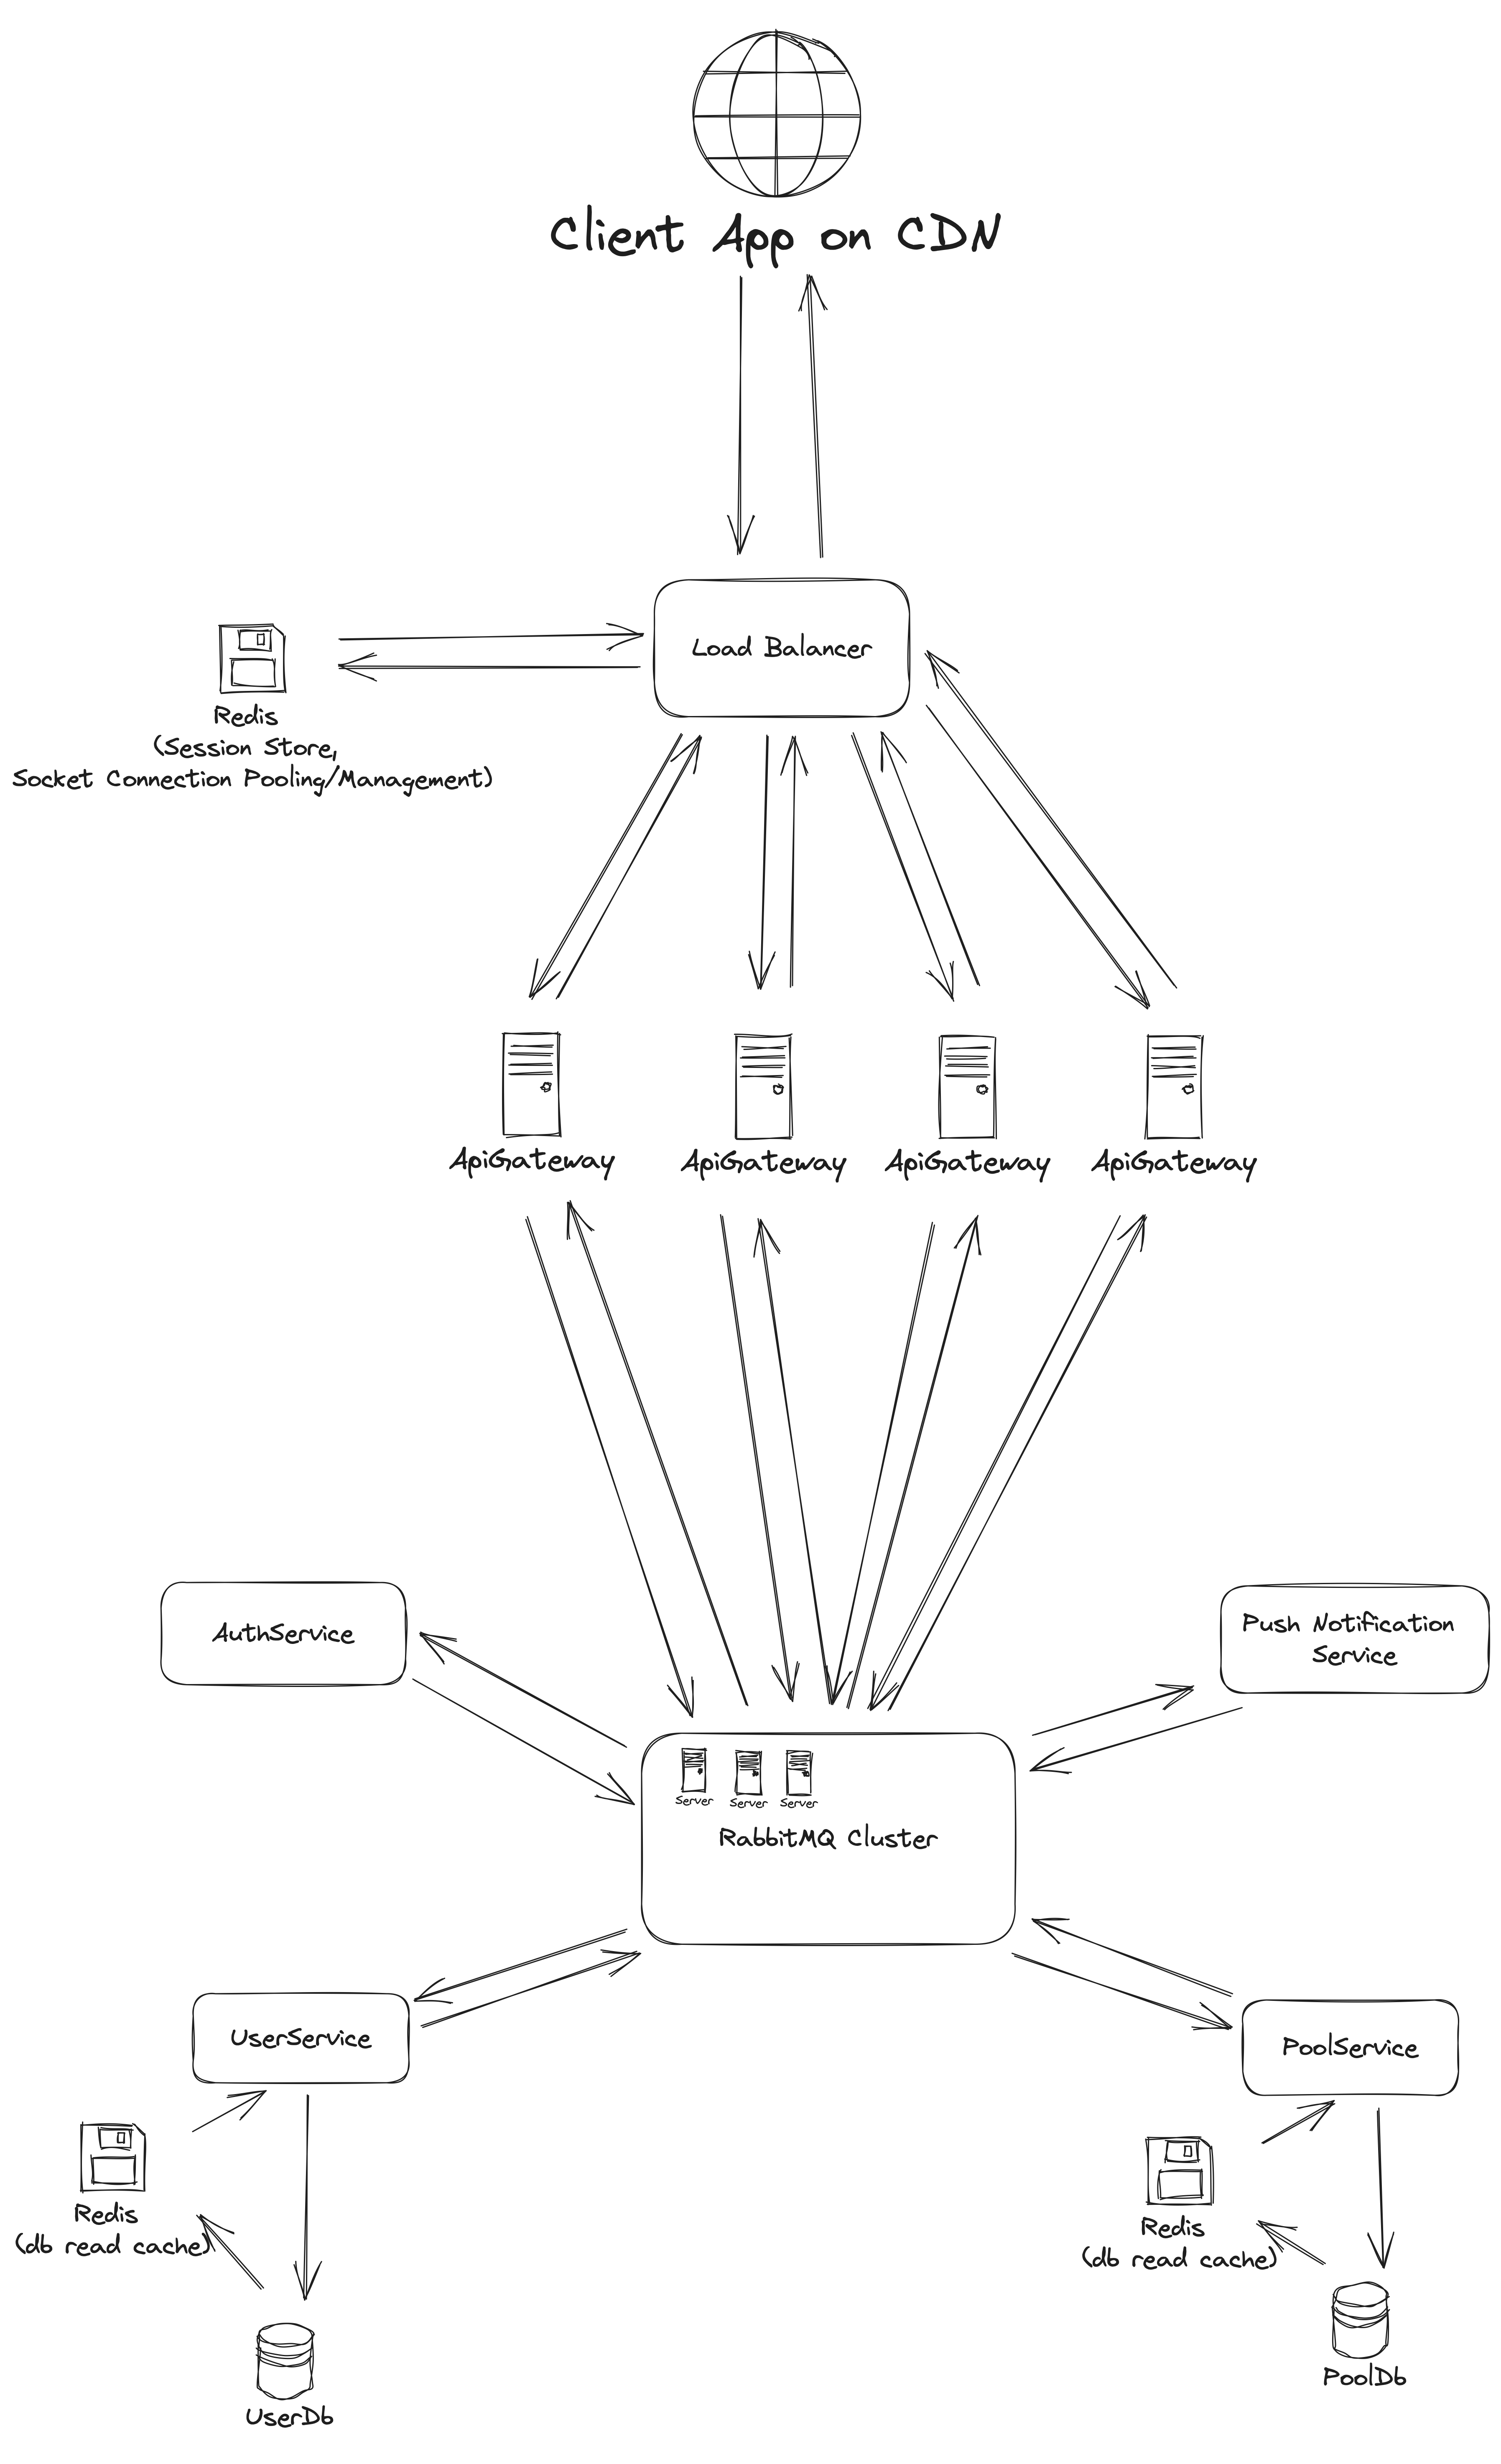 Client App on CDN
Load Balancer
Redis
(Session Store,
Socket Connection Pooling/Management)
ApiGateway
ApiGateway
ApiGateway
ApiGateway
AuthService
Push Notification
Service
Server
Server
Server
RabbitMQ Cluster
UserService
PoolService
Redis
(db read cache)
Redis
(db read cache)
PoolDb
UserDb